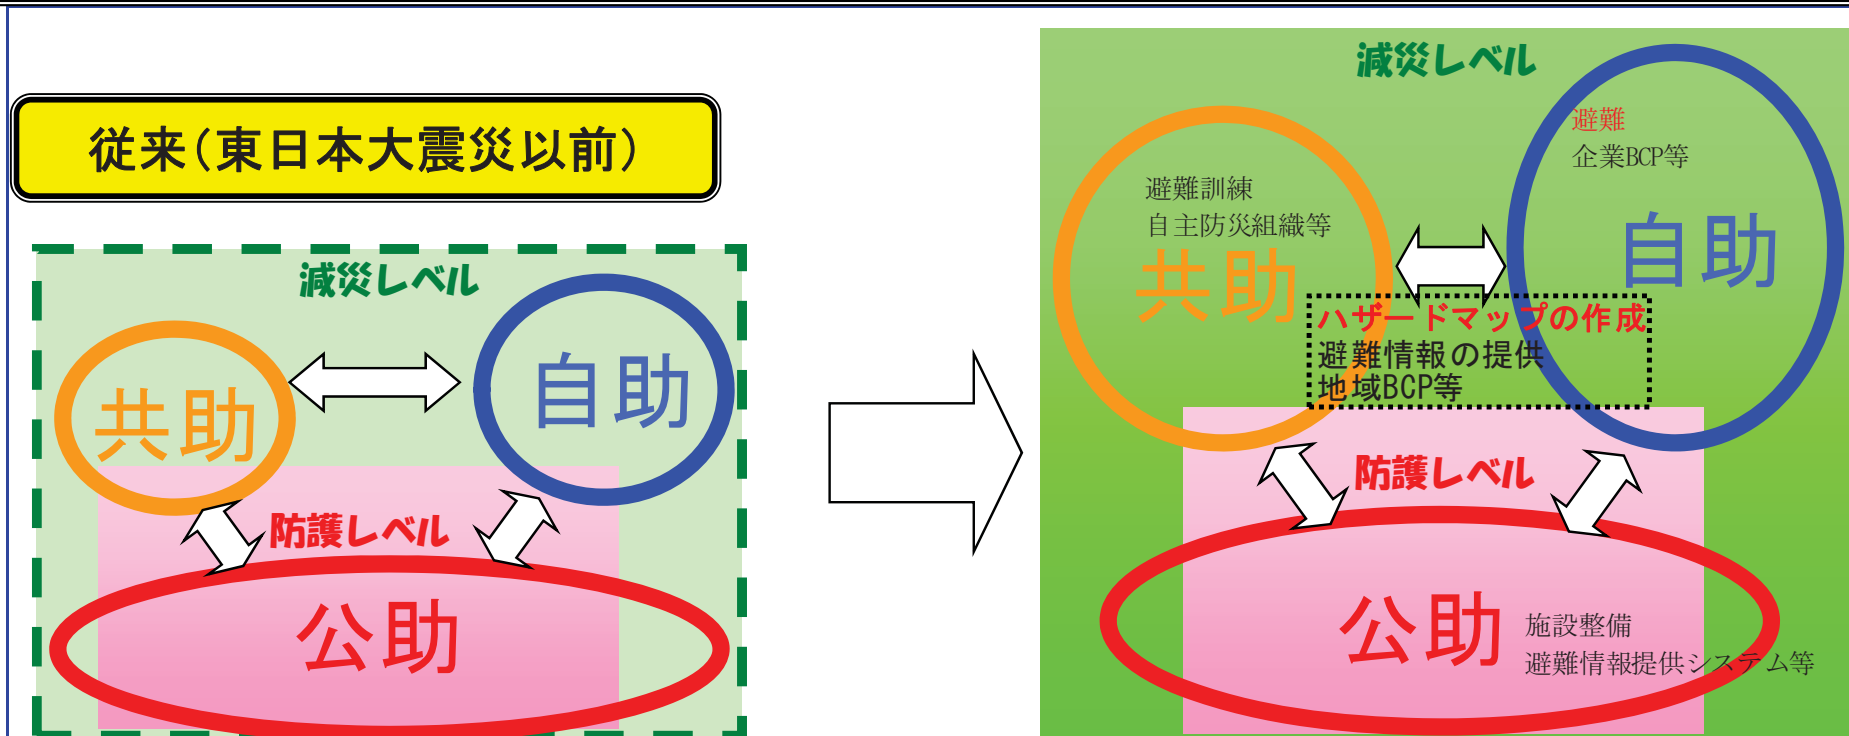 従来(東日本大震災以前)
減災レベル
共助
自助
防護レベル
公助
減災レベル
避難
企業BCP等
自助
避難訓練
自主防災組織等
共助
ハザードマップの作成
避難情報の提供
地域BCP等
防護レベル
公助
施設整備
避難情報提供システム等